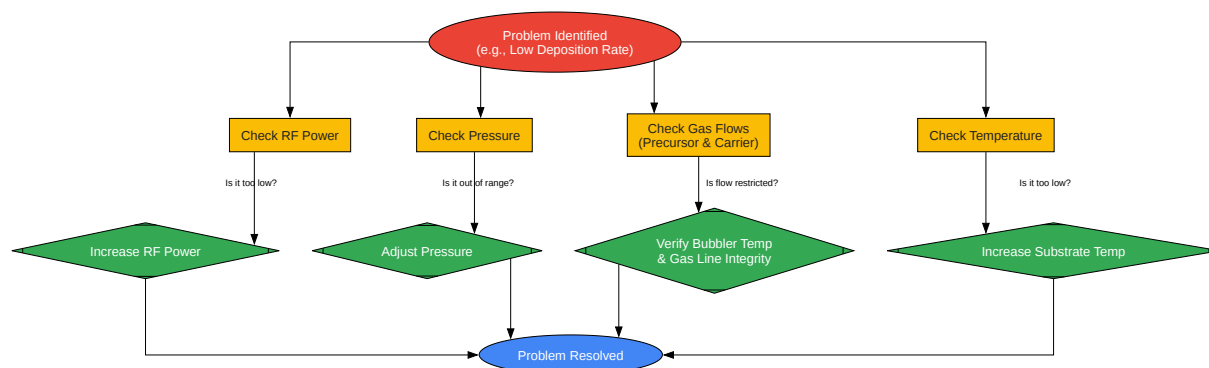 Problem Identified
(e.g., Low Deposition Rate)
Check RF Power
Check Pressure
Check Gas Flows
(Precursor & Carrier)
Check Temperature
Is it too low?
Is it out of range?
Is flow restricted?
Is it too low?
Increase RF Power
Adjust Pressure
Verify Bubbler Temp
& Gas Line Integrity
Increase Substrate Temp
Problem Resolved